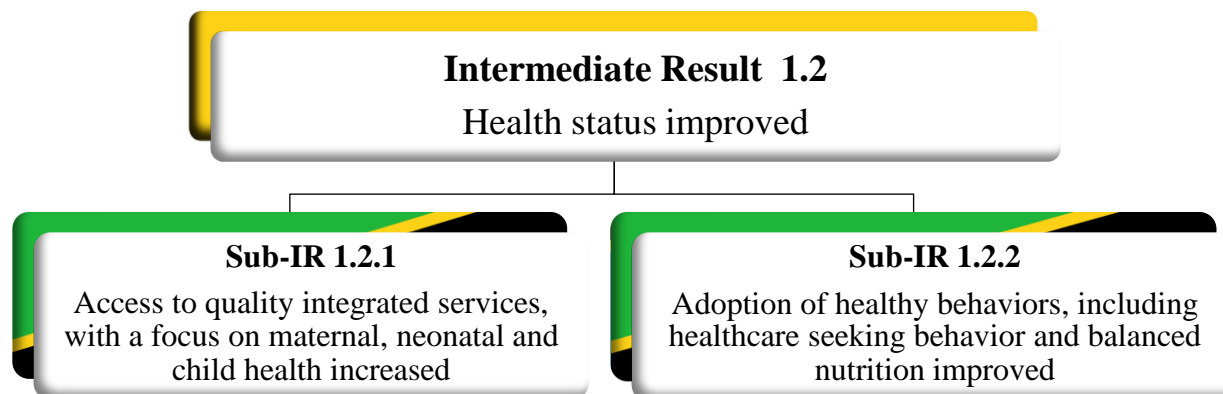 Intermediate Result 1.2
Health status improved
Sub-IR 1.2.1
Access to quality integrated services,
with a focus on maternal, neonatal and
child health increased
Sub-IR 1.2.2
Adoption of healthy behaviors, including
healthcare seeking behavior and balanced
nutrition improved